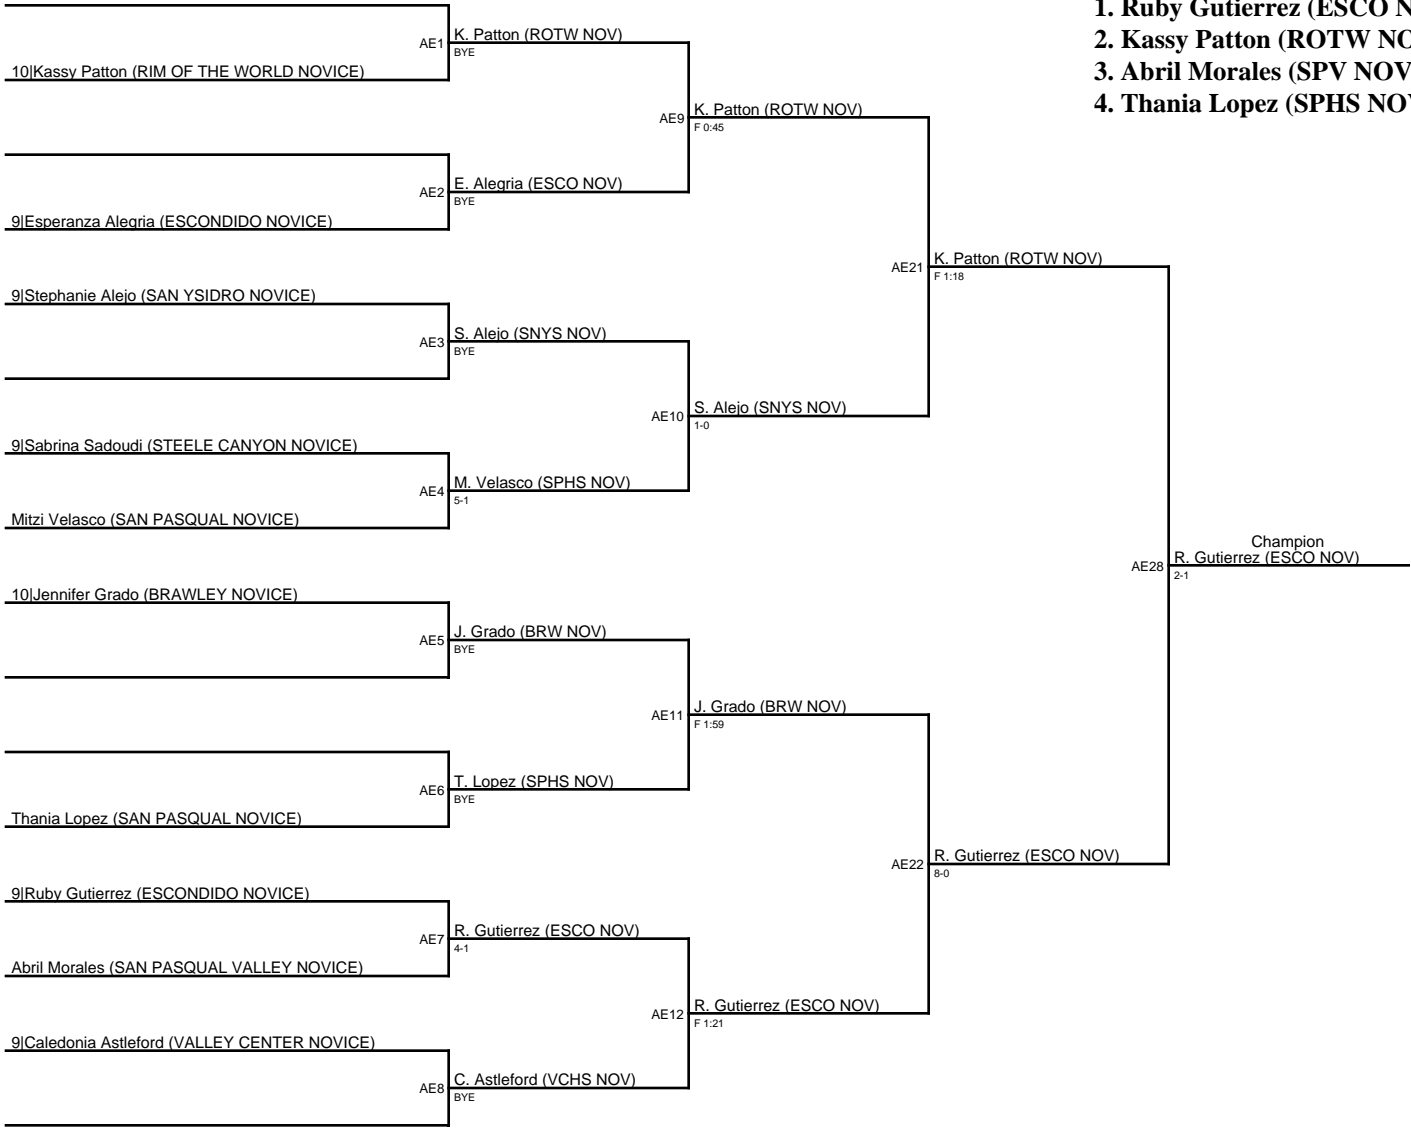 1. Ruby Gutierrez (ESCO N
2. Kassy Patton (ROTW NO
3. Abril Morales (SPV NOV
4. Thania Lopez (SPHS NOV
AE1
K. Patton (ROTW NOV)
BYE
10|Kassy Patton (RIM OF THE WORLD NOVICE)
AE9
K. Patton (ROTW NOV)
F 0:45
AE2
E. Alegria (ESCO NOV)
BYE
9|Esperanza Alegria (ESCONDIDO NOVICE)
AE21
K. Patton (ROTW NOV)
F 1:18
9|Stephanie Alejo (SAN YSIDRO NOVICE)
AE3
S. Alejo (SNYS NOV)
BYE
AE10
S. Alejo (SNYS NOV)
1-0
9|Sabrina Sadoudi (STEELE CANYON NOVICE)
AE4
M. Velasco (SPHS NOV)
5-1
Mitzi Velasco (SAN PASQUAL NOVICE)
Champion
AE28
R. Gutierrez (ESCO NOV)
2-1
10|Jennifer Grado (BRAWLEY NOVICE)
AE5
J. Grado (BRW NOV)
BYE
AE11
J. Grado (BRW NOV)
F 1:59
AE6
T. Lopez (SPHS NOV)
BYE
Thania Lopez (SAN PASQUAL NOVICE)
AE22
R. Gutierrez (ESCO NOV)
8-0
9|Ruby Gutierrez (ESCONDIDO NOVICE)
AE7
R. Gutierrez (ESCO NOV)
4-1
Abril Morales (SAN PASQUAL VALLEY NOVICE)
AE12
R. Gutierrez (ESCO NOV)
F 1:21
9|Caledonia Astleford (VALLEY CENTER NOVICE)
AE8
C. Astleford (VCHS NOV)
BYE